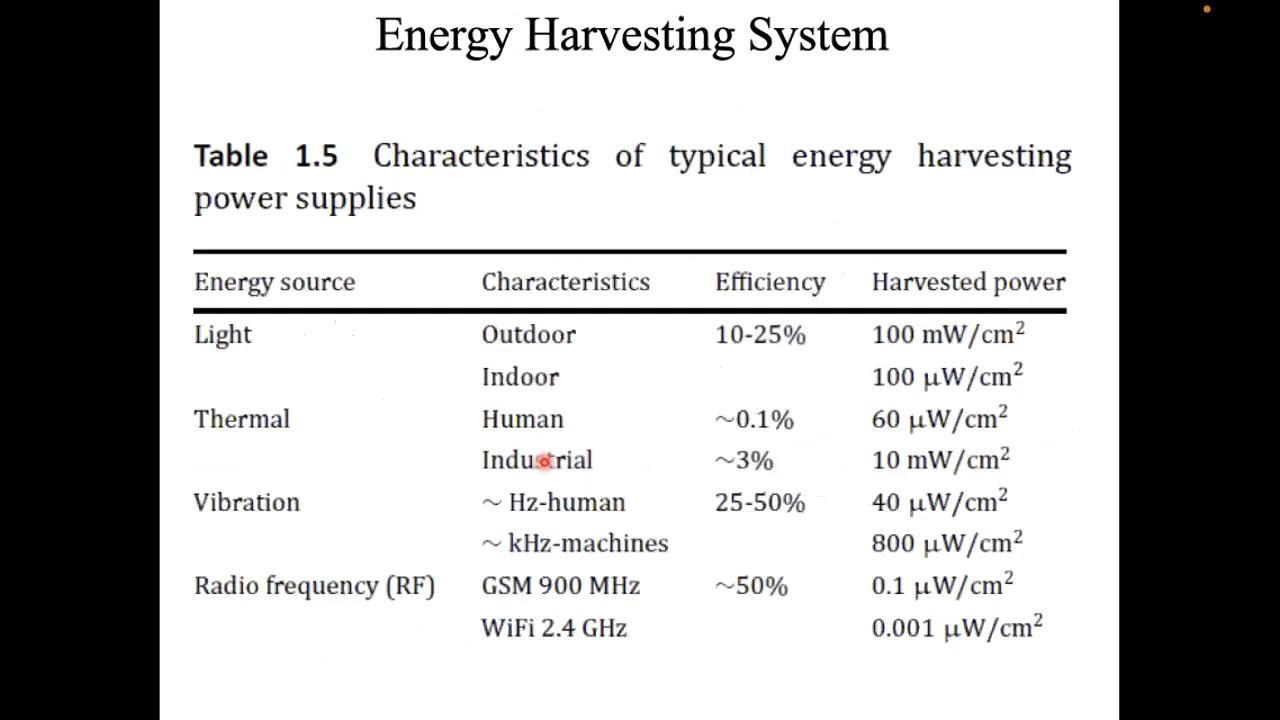 Energy Harvesting System
Table 1.5 Characteristics of typical energy harvesting
power supplies
Energy source Characteristics Efficiency Harvested power
Light Outdoor 10-25% 100 mW/cm²
Indoor 100 μW/cm²
Thermal Human ~0.1% 60 μW/cm²
Industrial ~3% 10 mW/cm²
Vibration ~ Hz-human 25-50% 40 μW/cm²
~ kHz-machines 800 μW/cm²
Radio frequency (RF) GSM 900 MHz ~50% 0.1 μW/cm²
WiFi 2.4 GHz 0.001 μW/cm²